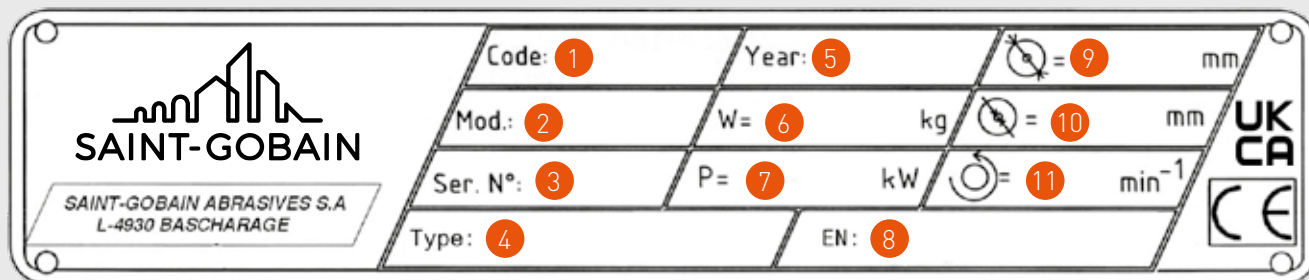 SAINT-GOBAIN
SAINT-GOBAIN ABRASIVES S.A
L-4930 BASCHARAGE
Code: 1 Year: 5 = 9 mm
Mod.: 2 W= 6 kg = 10 mm
Ser. N°: 3 P= 7 kW = 11 min⁻¹
Type: 4 EN: 8
UK
CA
CE